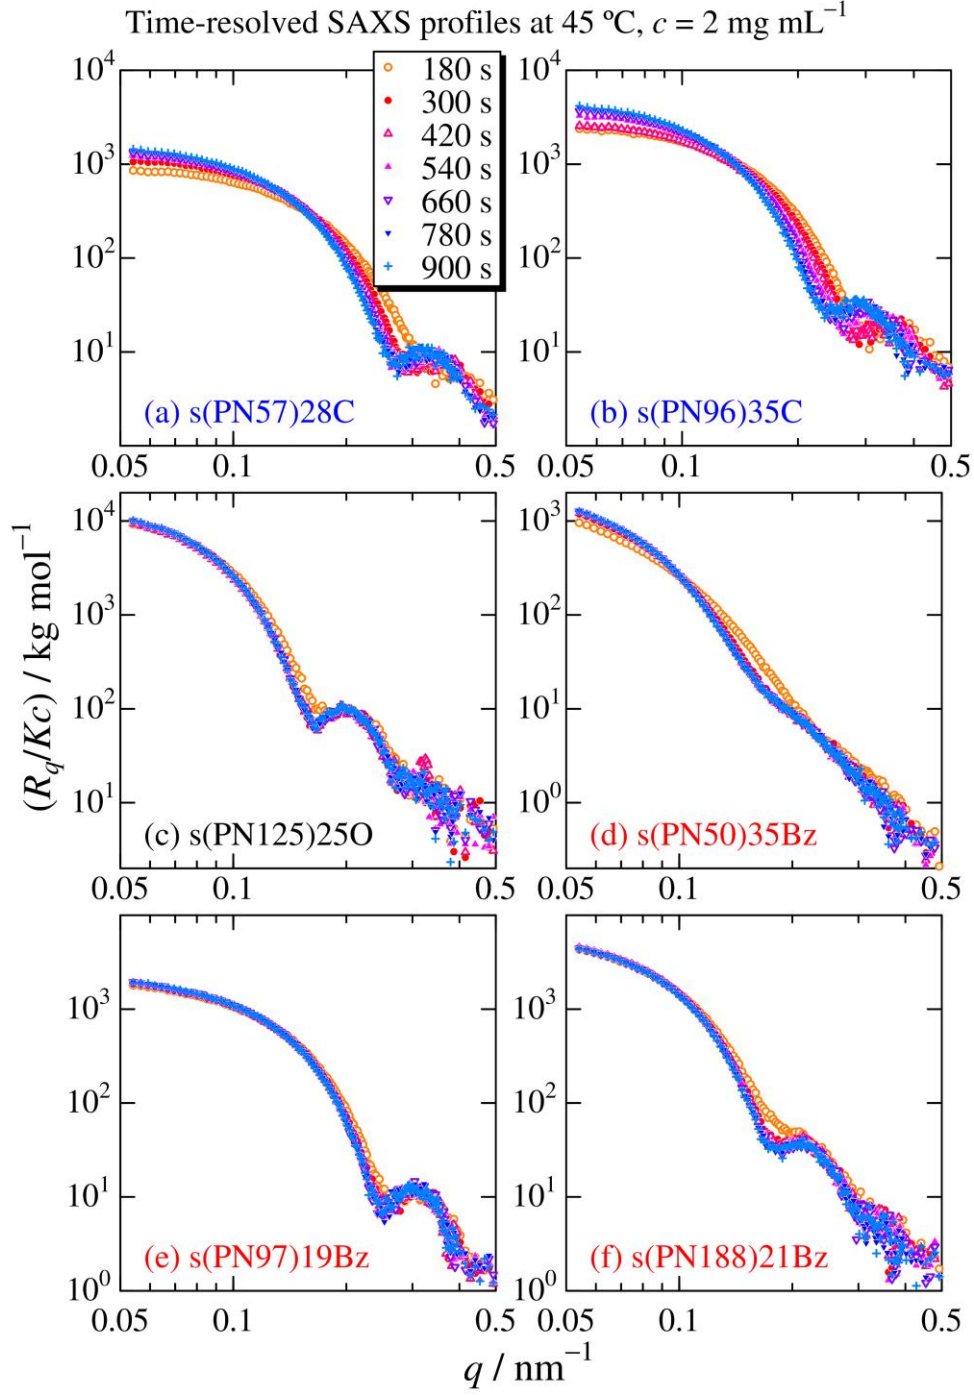 Time-resolved SAXS profiles at 45 ºC, c = 2 mg mL⁻¹
180 s
300 s
420 s
540 s
660 s
780 s
900 s
10⁴
10³
10²
10¹
(a) s(PN57)28C
0.05
0.1
0.5
10⁴
10³
10²
10¹
(b) s(PN96)35C
0.05
0.1
0.5
(R_q/Kc) / kg mol⁻¹
10⁴
10³
10²
10¹
(c) s(PN125)25O
0.05
0.1
0.5
10³
10²
10¹
10⁰
(d) s(PN50)35Bz
0.05
0.1
0.5
10³
10²
10¹
10⁰
(e) s(PN97)19Bz
0.05
0.1
0.5
10³
10²
10¹
10⁰
(f) s(PN188)21Bz
0.05
0.1
0.5
q / nm⁻¹